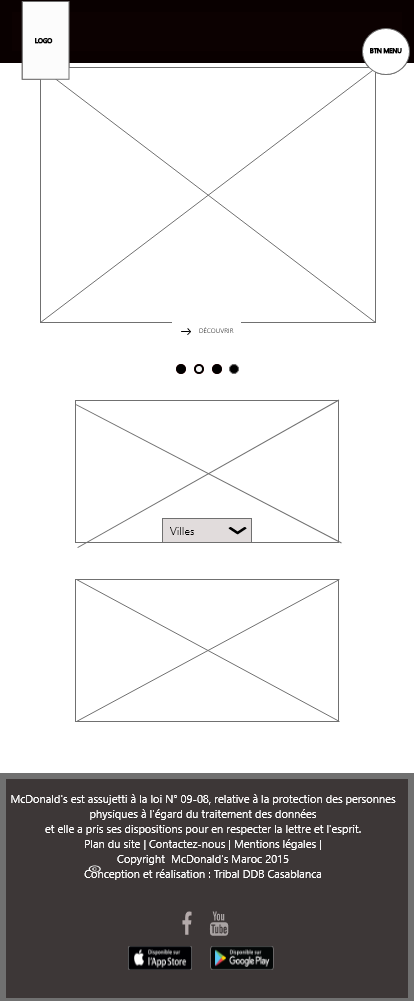 LOGO
BTN MENU
DÉCOUVRIR
Villes
McDonald's est assujetti à la loi N° 09-08, relative à la protection des personnes
physiques à l'égard du traitement des données
et elle a pris ses dispositions pour en respecter la lettre et l'esprit.
Plan du site | Contactez-nous | Mentions légales |
Copyright McDonald's Maroc 2015
Conception et réalisation : Tribal DDB Casablanca
f
You
Tube
Disponible sur
l'App Store
Disponible sur
Google Play